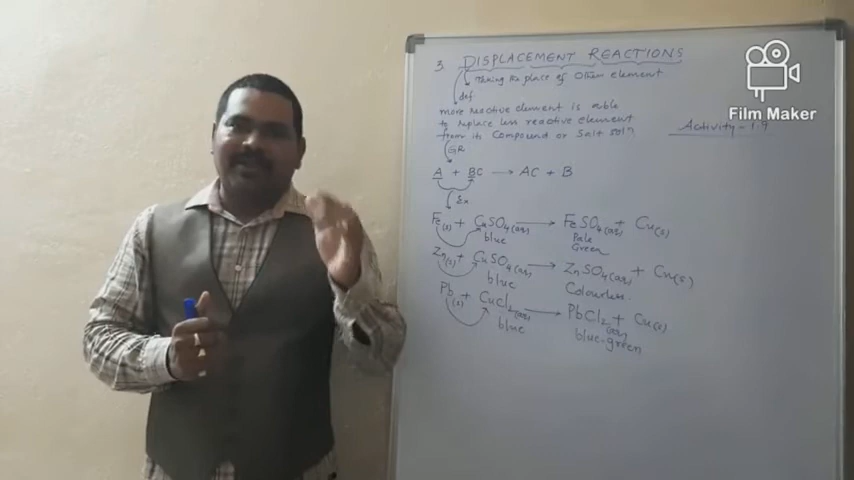 3. DISPLACEMENT REACTIONS
Taking the place of Other element
def
more reactive element is able
to replace less reactive element
from its Compound or Salt solⁿ
Activity - 1.9
GR
A + BC → AC + B
Ex
Fe(s) + CuSO4(aq) → FeSO4(aq) + Cu(s)
blue Pale
Green
Zn(s) + CuSO4(aq) → ZnSO4(aq) + Cu(s)
blue Colourless.
Pb(s) + CuCl2(aq) → PbCl2(aq) + Cu(s)
blue blue-green
Film Maker